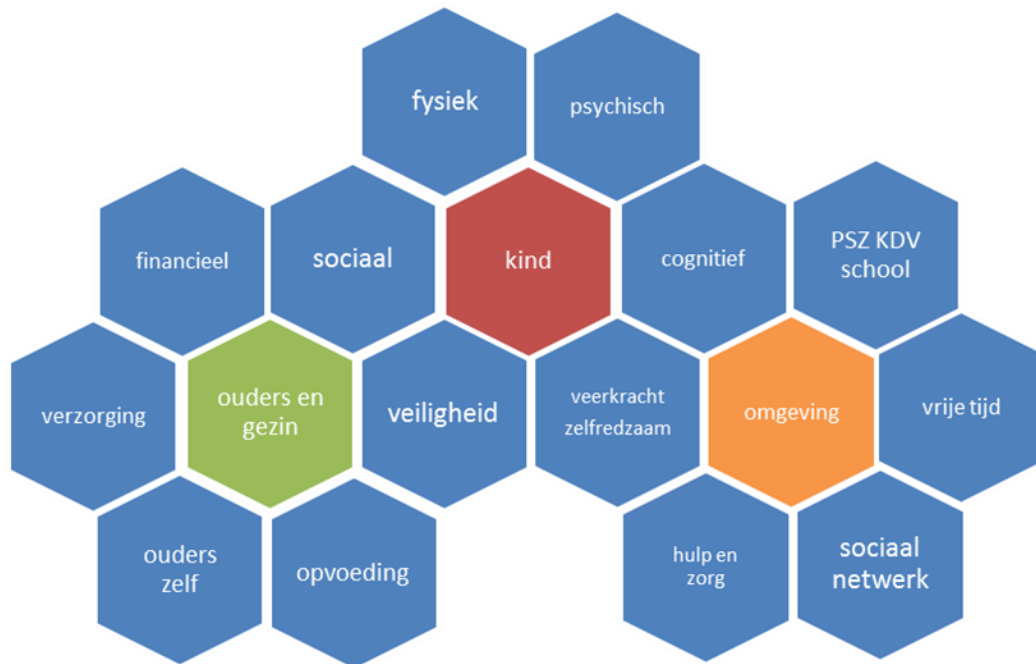 fysiek
psychisch
financieel
sociaal
kind
cognitief
PSZ KDV
school
verzorging
ouders en
gezin
veiligheid
veerkracht
zelfredzaam
omgeving
vrije tijd
ouders
zelf
opvoeding
hulp en
zorg
sociaal
netwerk